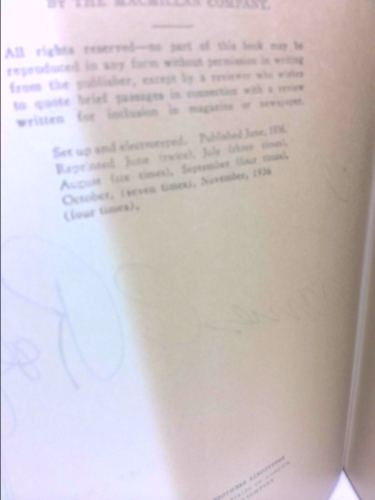 BY THE MACMILLAN COMPANY.
All rights reserved—no part of this book may be
reproduced in any form without permission in writing
from the publisher, except by a reviewer who wishes
to quote brief passages in connection with a review
written for inclusion in magazine or newspaper.
Set up and electrotyped. Published June, 1936.
Reprinted June (twice), July (three times),
August (six times), September (four times),
October, (seven times), November, 1936
(four times).